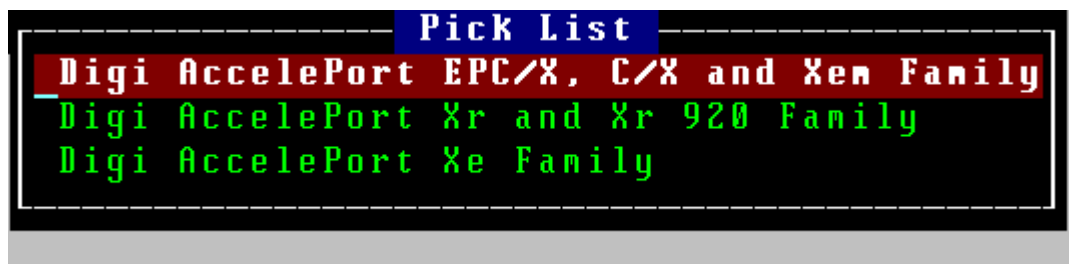 Pick List
Digi AccelePort EPC/X, C/X and Xem Family
Digi AccelePort Xr and Xr 920 Family
Digi AccelePort Xe Family